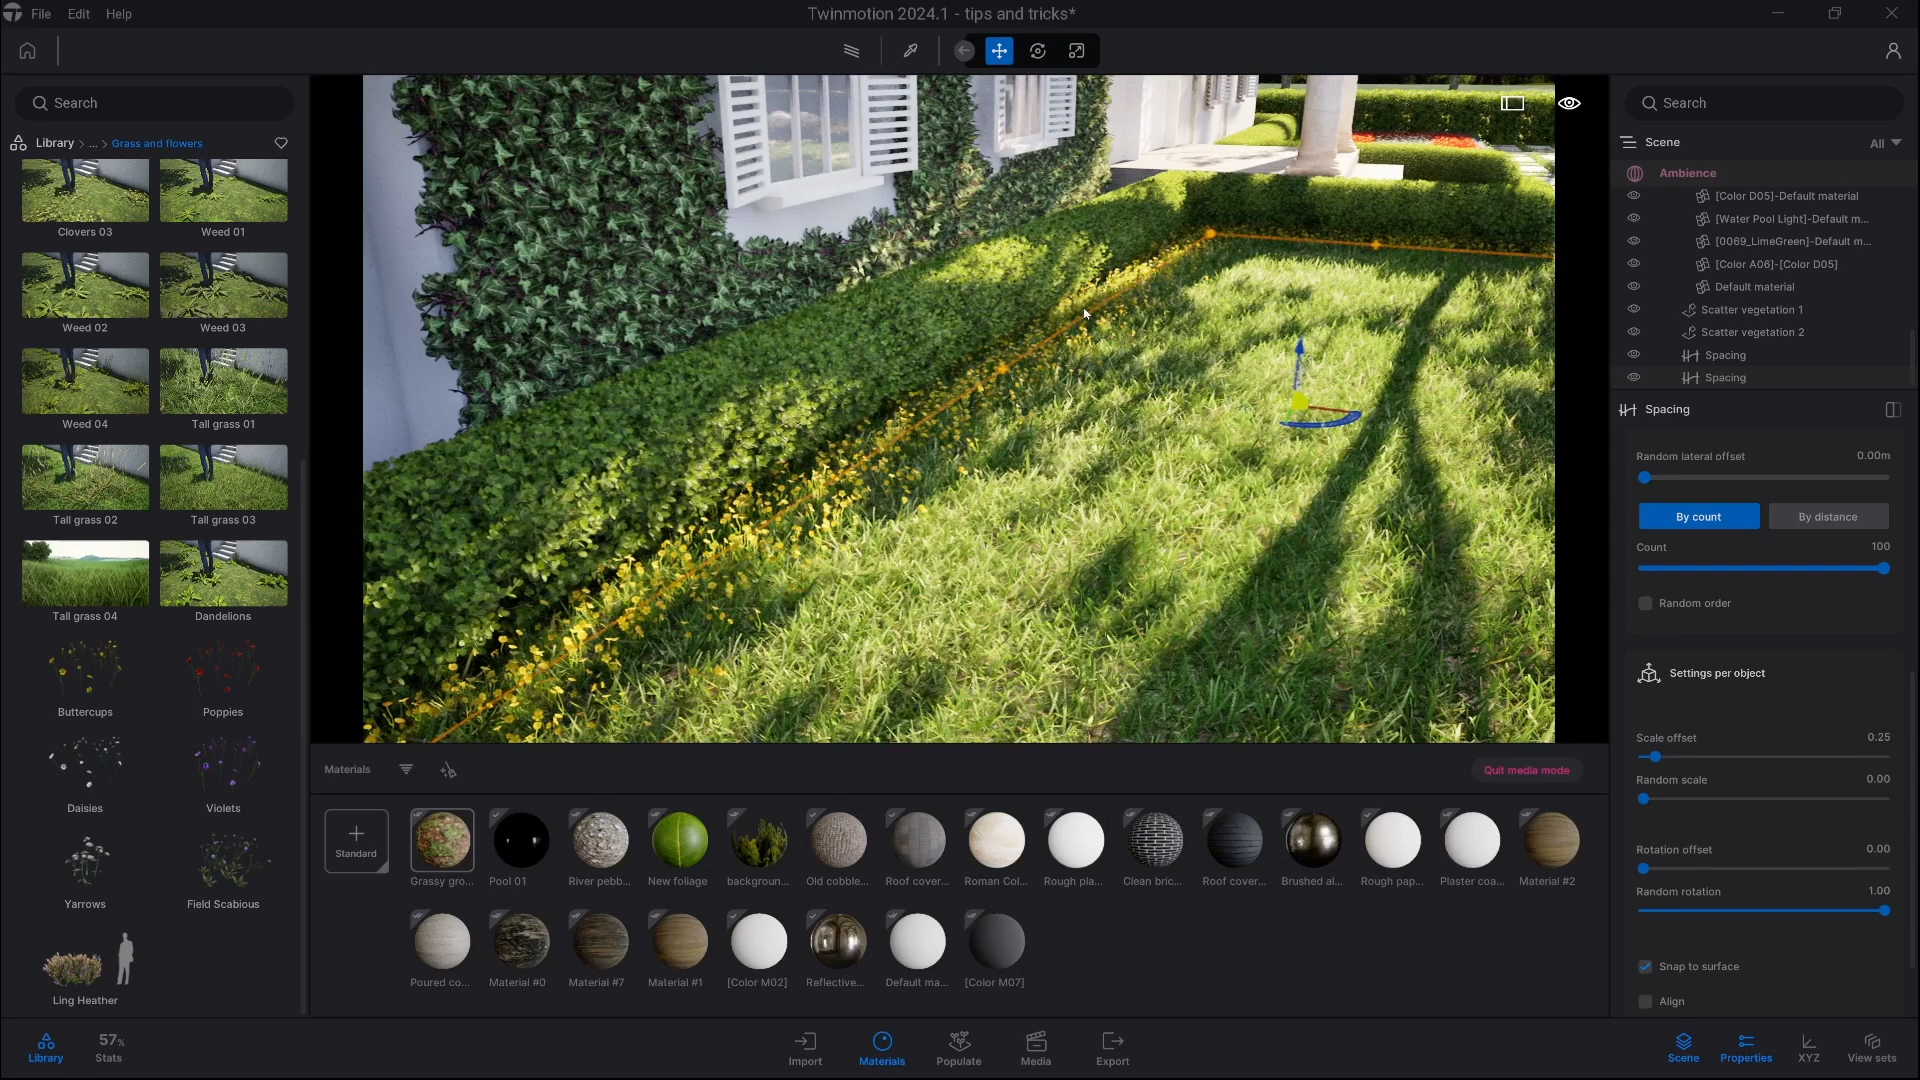 File Edit Help
Twinmotion 2024.1 - tips and tricks*
Search
Library > ... > Grass and flowers
Clovers 03
Weed 01
Weed 02
Weed 03
Weed 04
Tall grass 01
Tall grass 02
Tall grass 03
Tall grass 04
Dandelions
Buttercups
Poppies
Daisies
Violets
Yarrows
Field Scabious
Ling Heather
Library
57%
Stats
Materials
Quit media mode
Standard
Grassy gro...
Pool 01
River pebb...
New foliage
backgroun...
Old cobble...
Roof cover...
Roman Col...
Rough pla...
Clean bric...
Roof cover...
Brushed al...
Rough pap...
Plaster coa...
Material #2
Poured co...
Material #0
Material #7
Material #1
[Color M02]
Reflective...
Default ma...
[Color M07]
Import
Materials
Populate
Media
Export
Search
Scene
All
Ambience
[Color D05]-Default material
[Water Pool Light]-Default m...
[0069_LimeGreen]-Default m...
[Color A06]-[Color D05]
Default material
Scatter vegetation 1
Scatter vegetation 2
Spacing
Spacing
Spacing
Random lateral offset 0.00m
By count
By distance
Count 100
Random order
Settings per object
Scale offset 0.25
Random scale 0.00
Rotation offset 0.00
Random rotation 1.00
Snap to surface
Align
Scene
Properties
XYZ
View sets